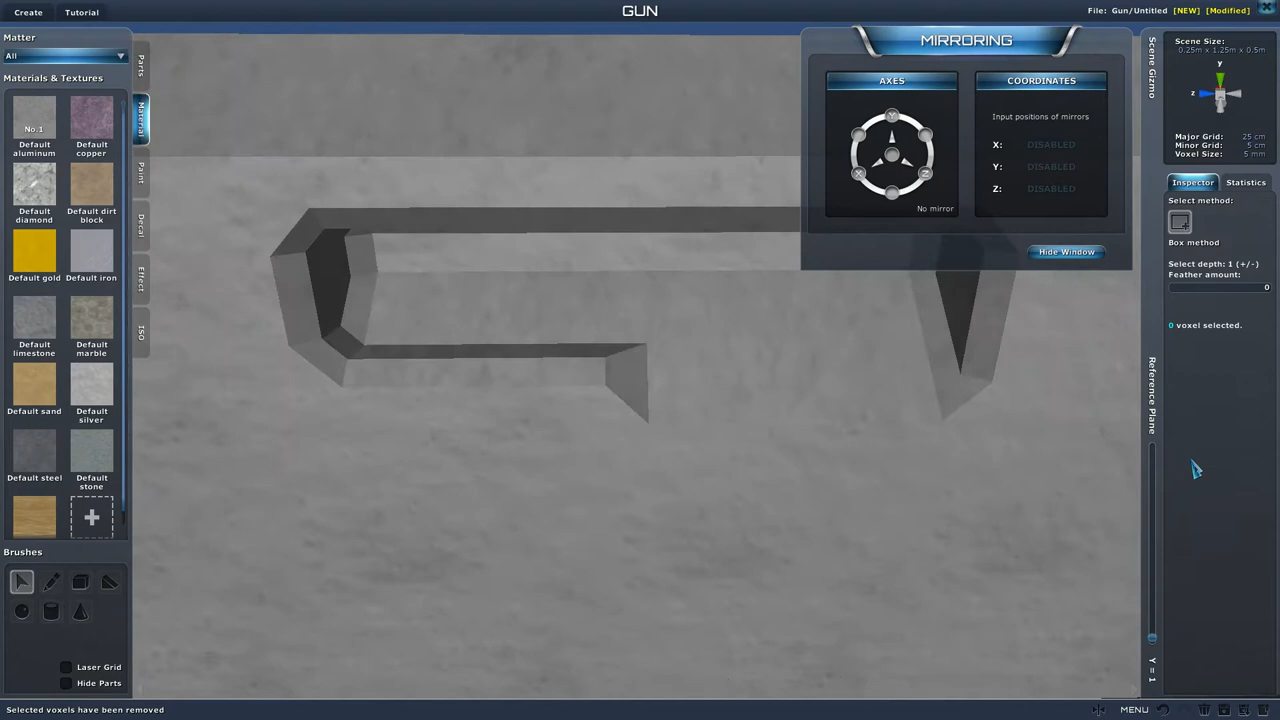 Create
Tutorial
GUN
File: Gun/Untitled [NEW] [Modified]
Matter
All
Materials & Textures
No.1
Default aluminum
Default copper
Default diamond
Default dirt block
Default gold
Default iron
Default limestone
Default marble
Default sand
Default silver
Default steel
Default stone
Brushes
Laser Grid
Hide Parts
Parts
Material
Paint
Decal
Effect
ISO
MIRRORING
AXES
Y
X
Z
No mirror
COORDINATES
Input positions of mirrors
X: DISABLED
Y: DISABLED
Z: DISABLED
Hide Window
Scene Gizmo
Reference Plane
Y = 1
Scene Size:
0.25m x 1.25m x 0.5m
y
z
Major Grid: 25 cm
Minor Grid: 5 cm
Voxel Size: 5 mm
Inspector
Statistics
Select method:
Box method
Select depth: 1 (+/-)
Feather amount:
0
0 voxel selected.
Selected voxels have been removed
MENU